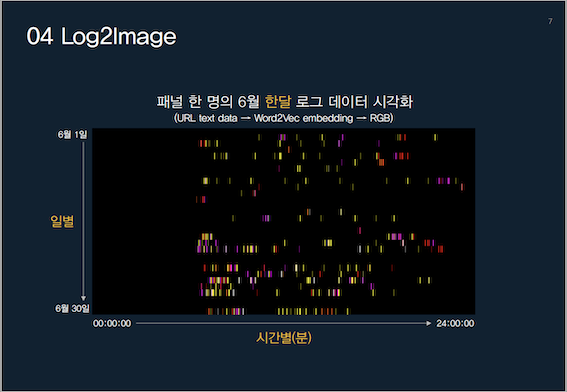 7
04 Log2Image
패널 한 명의 6월 한달 로그 데이터 시각화
(URL text data → Word2Vec embedding → RGB)
6월 1일
일별
6월 30일
00:00:00
24:00:00
시간별(분)